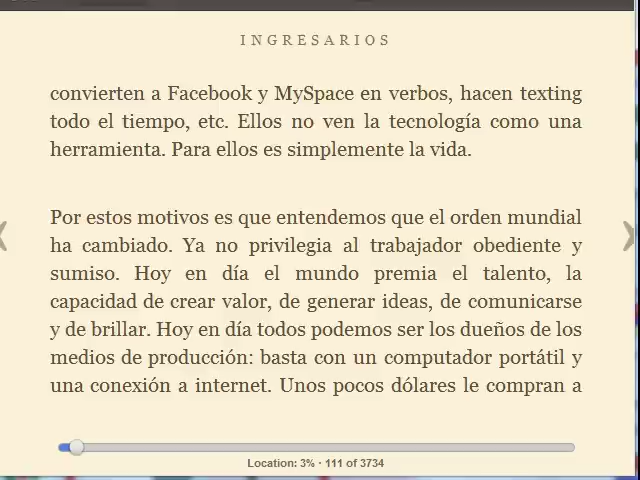 INGRESARIOS
convierten a Facebook y MySpace en verbos, hacen texting
todo el tiempo, etc. Ellos no ven la tecnología como una
herramienta. Para ellos es simplemente la vida.
Por estos motivos es que entendemos que el orden mundial
ha cambiado. Ya no privilegia al trabajador obediente y
sumiso. Hoy en día el mundo premia el talento, la
capacidad de crear valor, de generar ideas, de comunicarse
y de brillar. Hoy en día todos podemos ser los dueños de los
medios de producción: basta con un computador portátil y
una conexión a internet. Unos pocos dólares le compran a
Location: 3% · 111 of 3734